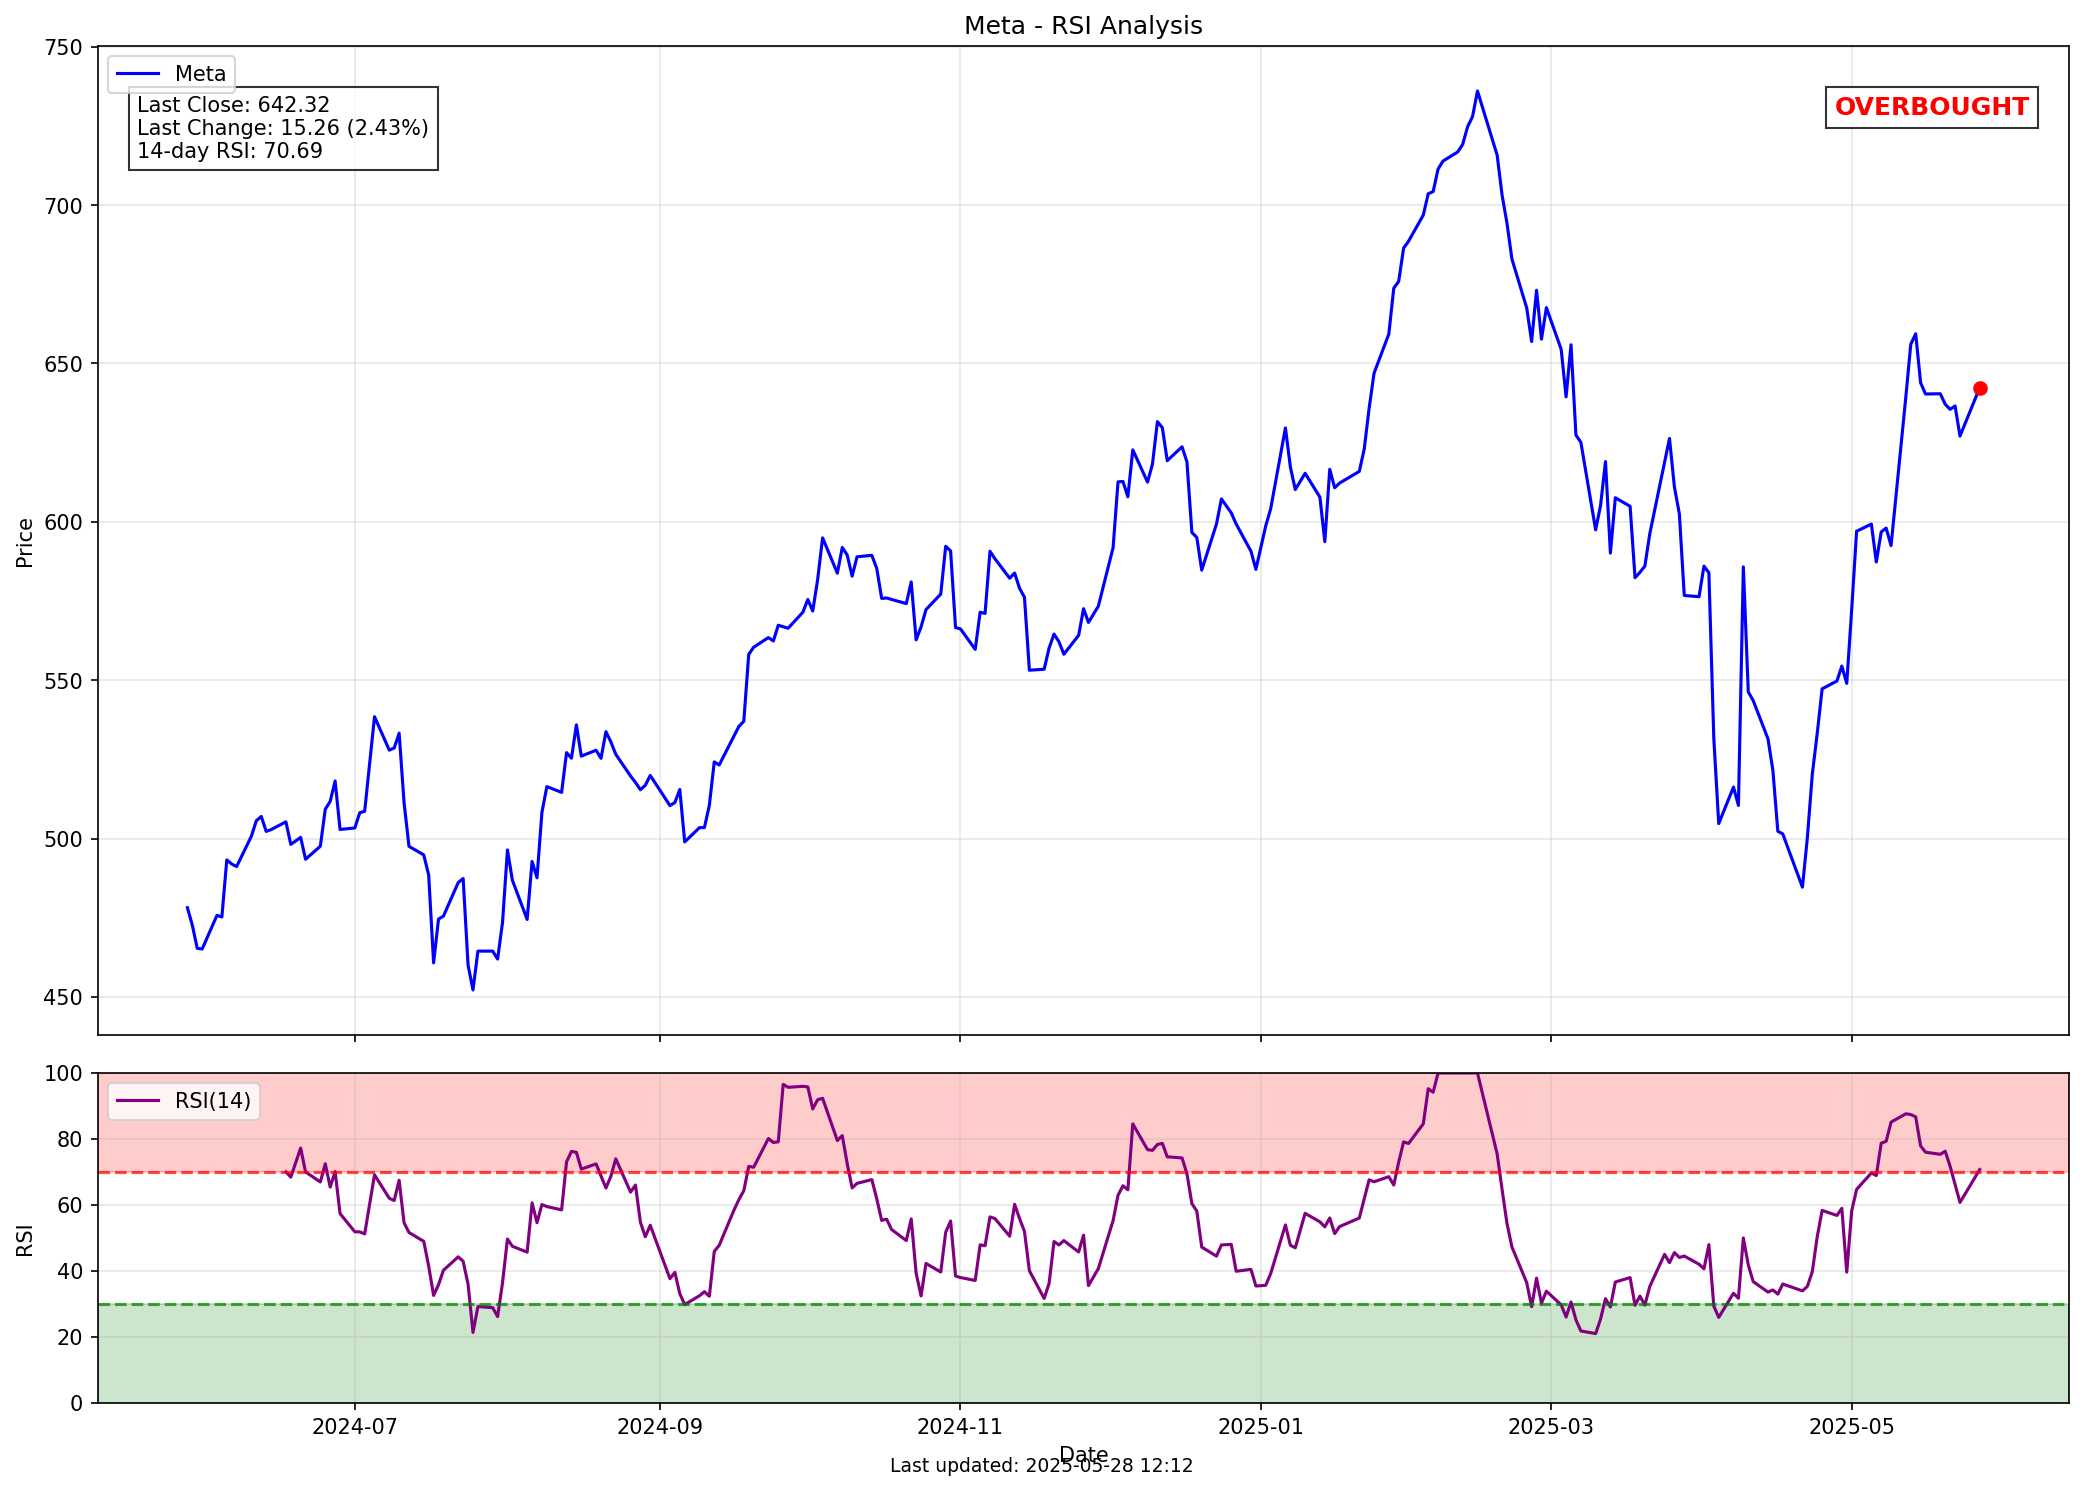 Meta - RSI Analysis
Meta
Last Close: 642.32
Last Change: 15.26 (2.43%)
14-day RSI: 70.69
OVERBOUGHT
750
700
650
600
550
500
450
Price
RSI(14)
100
80
60
40
20
0
RSI
2024-07
2024-09
2024-11
2025-01
2025-03
2025-05
Date
Last updated: 2025-05-28 12:12